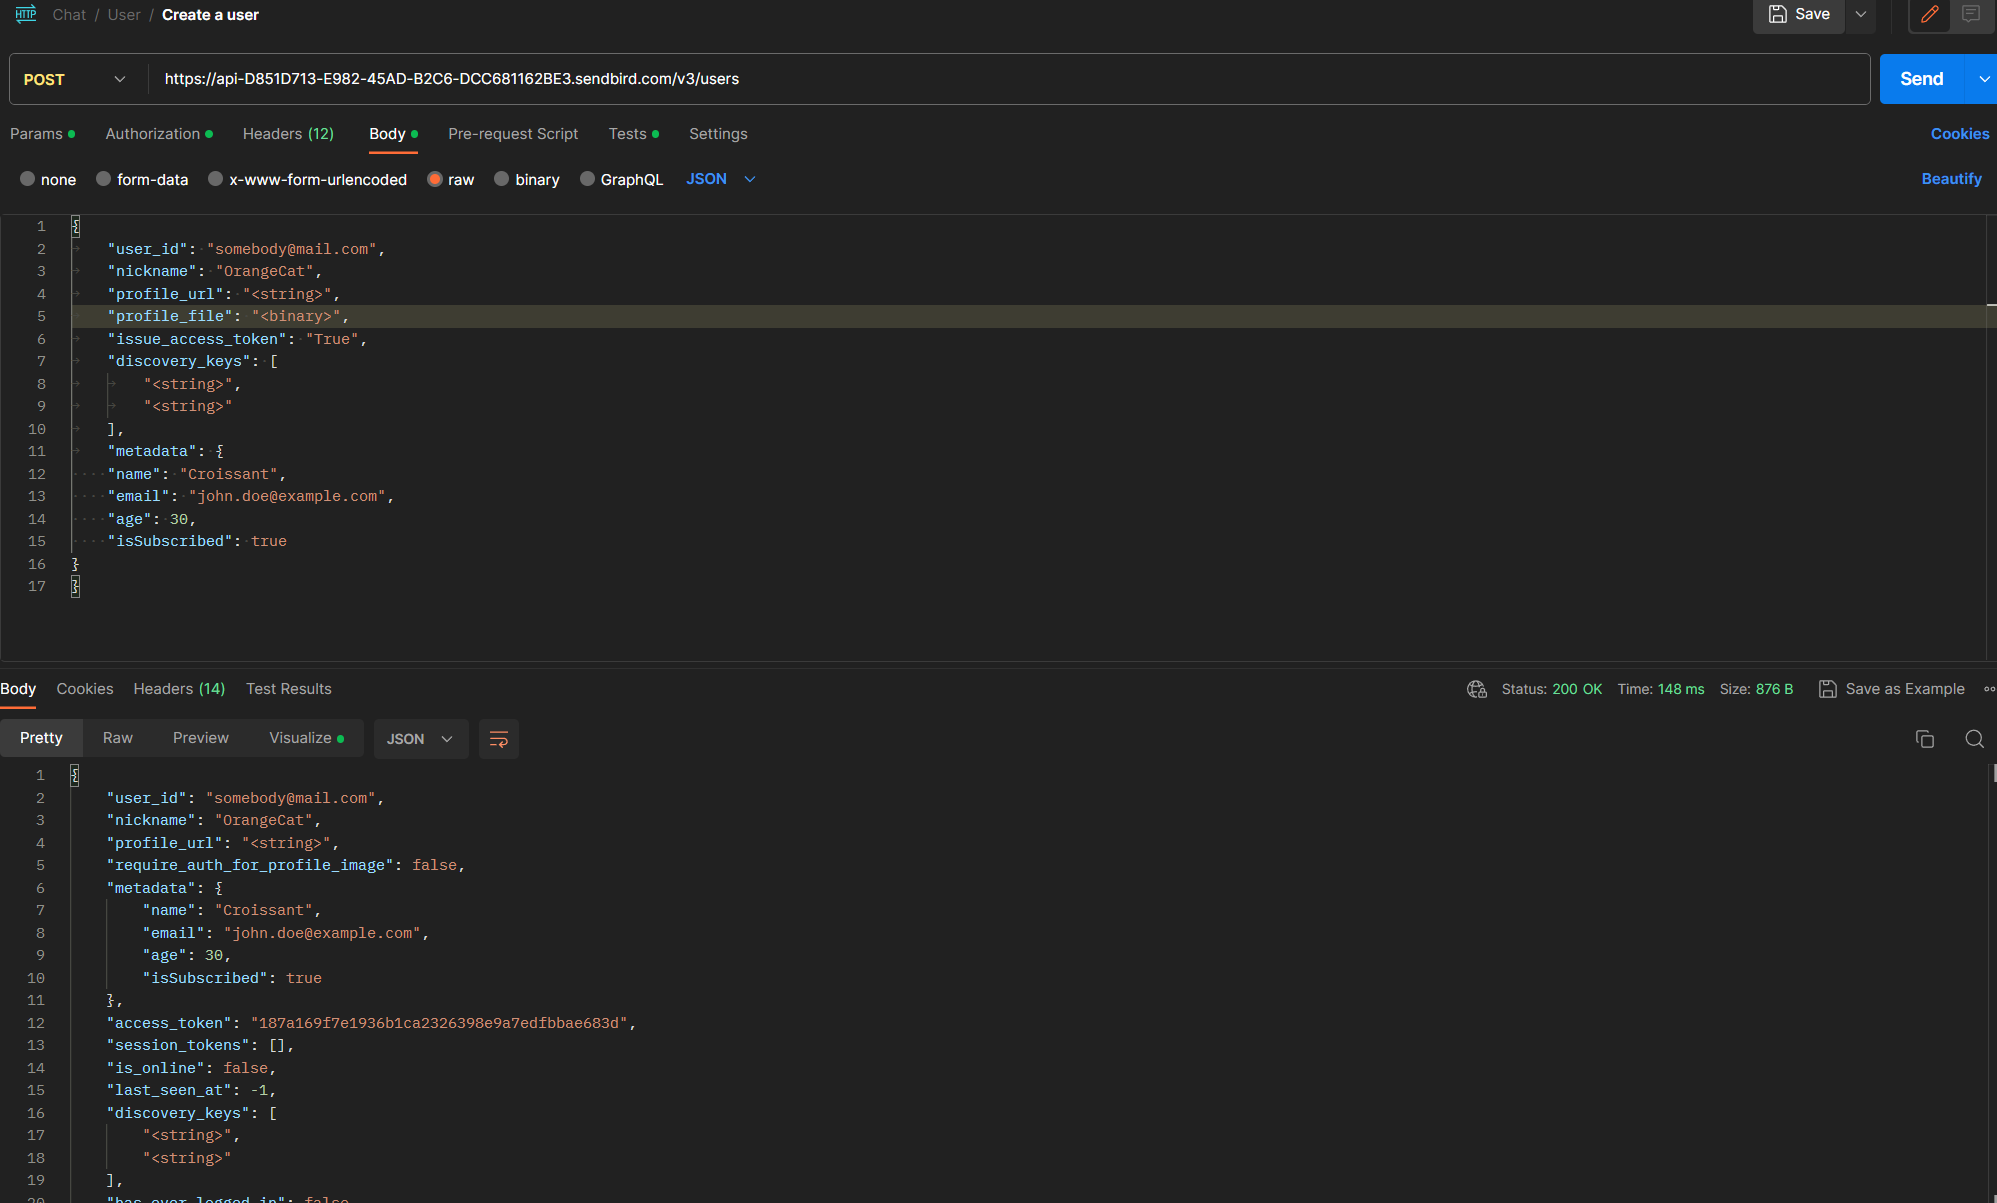 HTTP Chat / User / Create a user
Save
POST https://api-D851D713-E982-45AD-B2C6-DCC681162BE3.sendbird.com/v3/users Send
Params Authorization Headers (12) Body Pre-request Script Tests Settings Cookies
none form-data x-www-form-urlencoded raw binary GraphQL JSON Beautify
1 {
2 "user_id": "somebody@mail.com",
3 "nickname": "OrangeCat",
4 "profile_url": "<string>",
5 "profile_file": "<binary>",
6 "issue_access_token": "True",
7 "discovery_keys": [
8 "<string>",
9 "<string>"
10 ],
11 "metadata": {
12 "name": "Croissant",
13 "email": "john.doe@example.com",
14 "age": 30,
15 "isSubscribed": true
16 }
17 }
Body Cookies Headers (14) Test Results Status: 200 OK Time: 148 ms Size: 876 B Save as Example
Pretty Raw Preview Visualize JSON
1 {
2 "user_id": "somebody@mail.com",
3 "nickname": "OrangeCat",
4 "profile_url": "<string>",
5 "require_auth_for_profile_image": false,
6 "metadata": {
7 "name": "Croissant",
8 "email": "john.doe@example.com",
9 "age": 30,
10 "isSubscribed": true
11 },
12 "access_token": "187a169f7e1936b1ca2326398e9a7edfbbae683d",
13 "session_tokens": [],
14 "is_online": false,
15 "last_seen_at": -1,
16 "discovery_keys": [
17 "<string>",
18 "<string>"
19 ],
20 "has_ever_logged_in": false